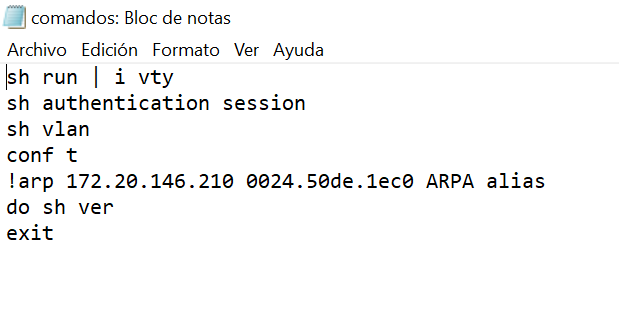 comandos: Bloc de notas
Archivo Edición Formato Ver Ayuda
sh run | i vty
sh authentication session
sh vlan
conf t
!arp 172.20.146.210 0024.50de.1ec0 ARPA alias
do sh ver
exit